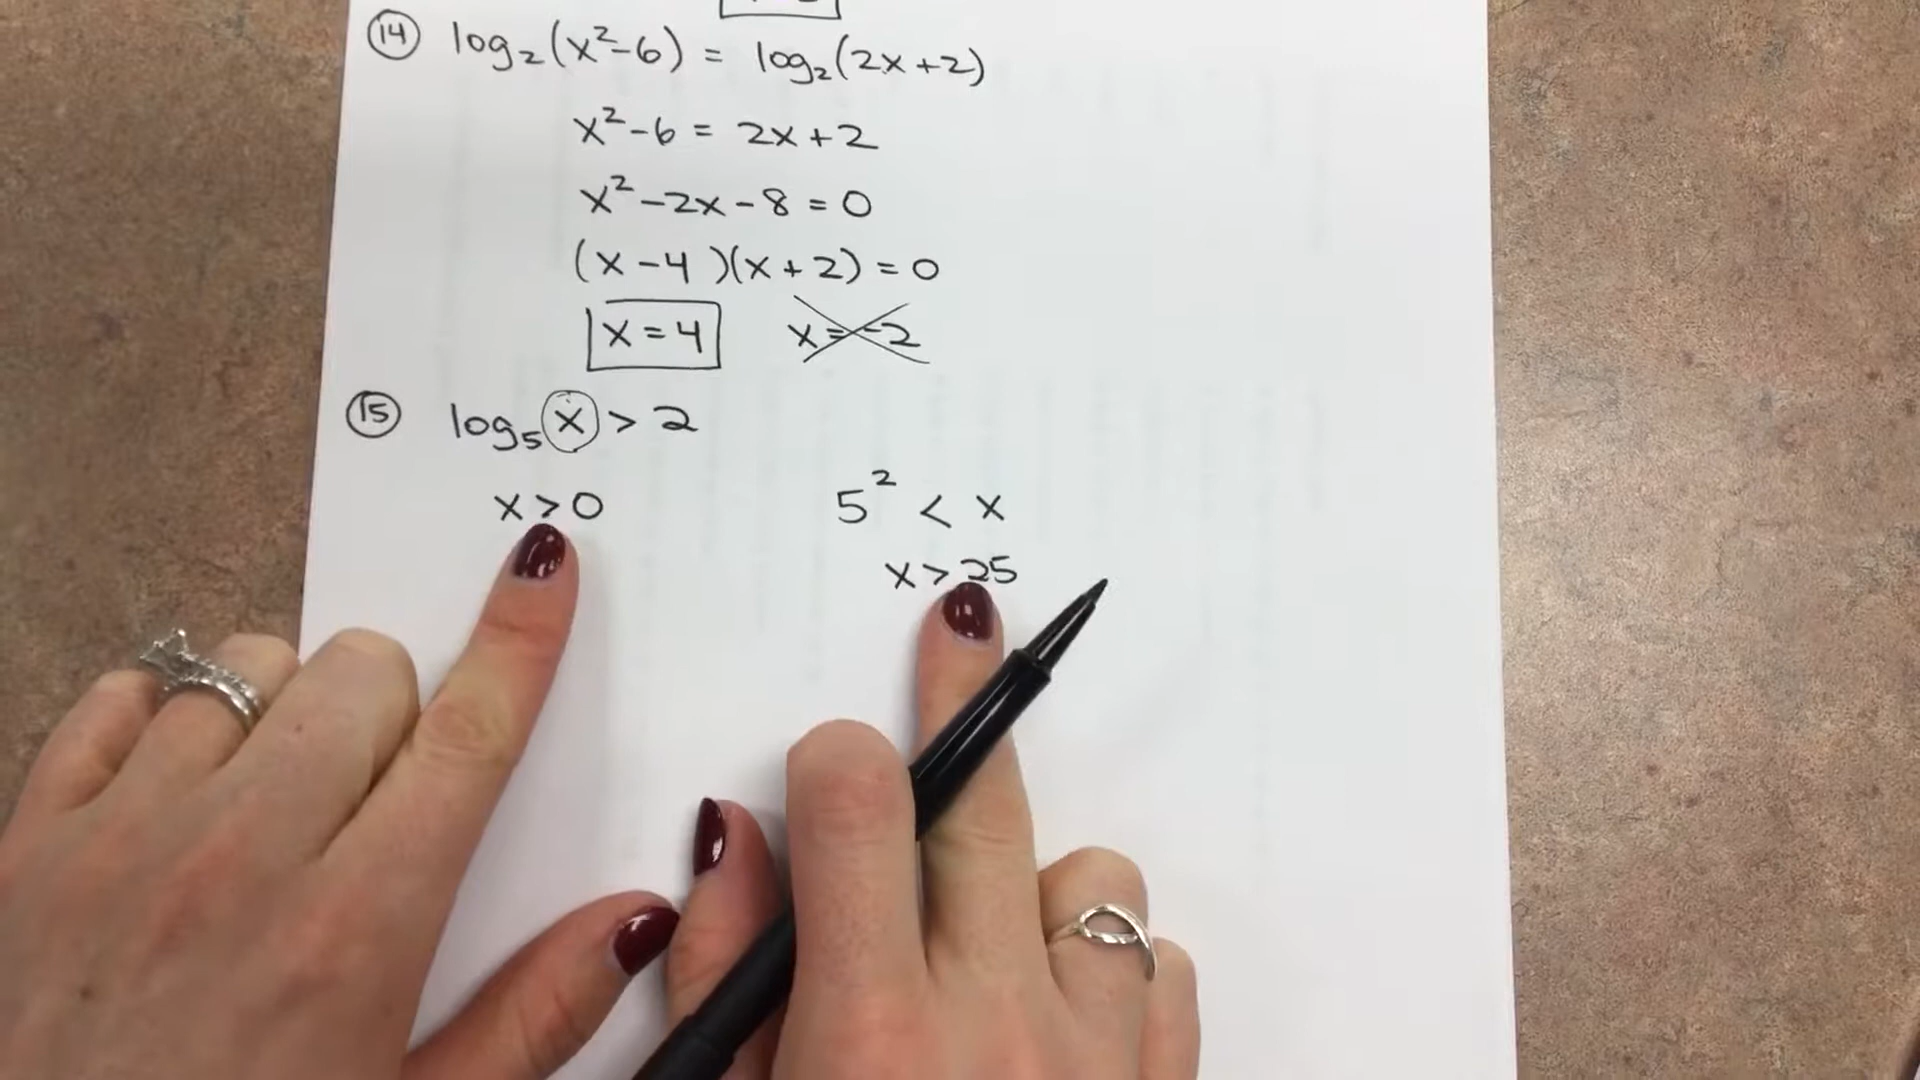 14 log₂(x²-6) = log₂(2x+2)
x²-6 = 2x+2
x²-2x-8 = 0
(x-4)(x+2) = 0
x = 4 x = -2
15 log₅x > 2
x > 0 5² < x
x > 25